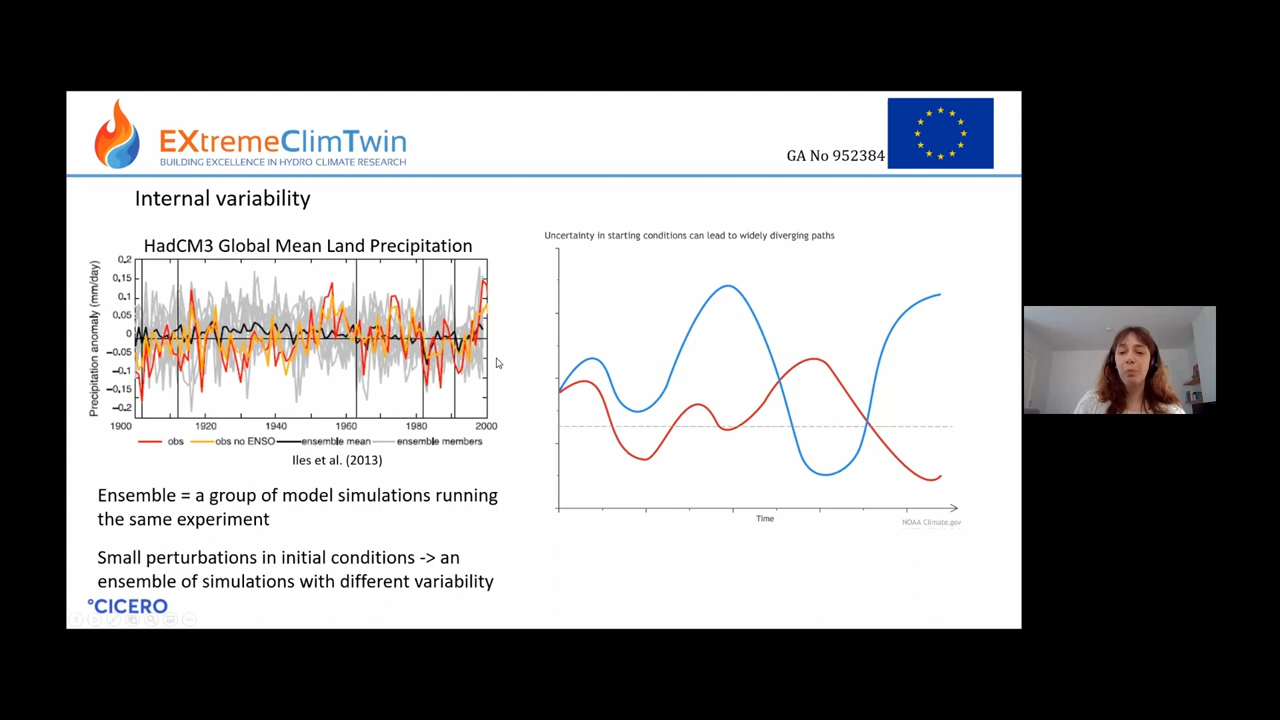 EXtremeClimTwin
BUILDING EXCELLENCE IN HYDRO CLIMATE RESEARCH
GA No 952384
Internal variability
HadCM3 Global Mean Land Precipitation
Precipitation anomaly (mm/day)
0.2
0.15
0.1
0.05
0
-0.05
-0.1
-0.15
-0.2
1900 1920 1940 1960 1980 2000
obs obs no ENSO ensemble mean ensemble members
Iles et al. (2013)
Ensemble = a group of model simulations running
the same experiment
Small perturbations in initial conditions -> an
ensemble of simulations with different variability
°CICERO
Uncertainty in starting conditions can lead to widely diverging paths
Time
NOAA Climate.gov